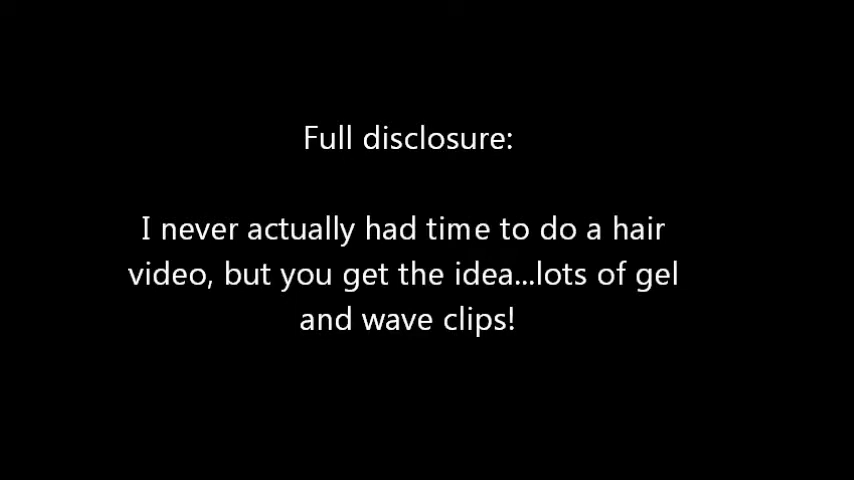 Full disclosure:
I never actually had time to do a hair
video, but you get the idea...lots of gel
and wave clips!